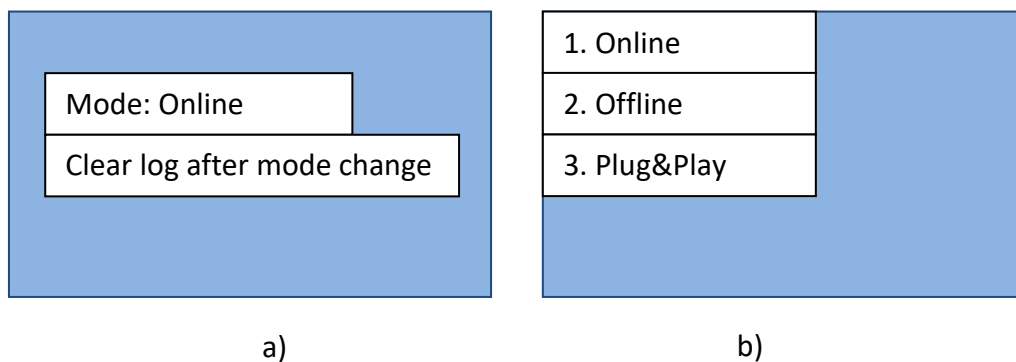 Mode: Online
Clear log after mode change
a)
1. Online
2. Offline
3. Plug&Play
b)